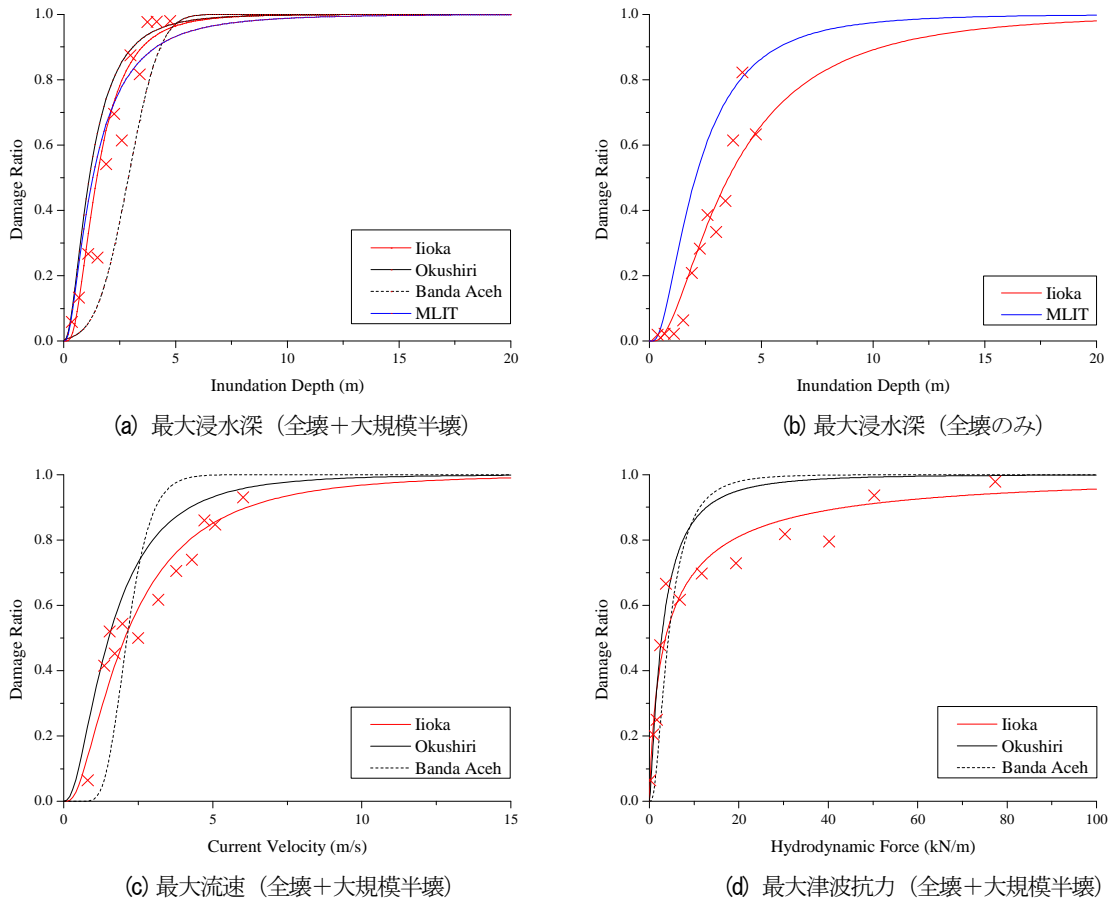 1.0
0.8
0.6
0.4
0.2
0.0
Damage Ratio
0
5
10
15
20
Inundation Depth (m)
Iioka
Okushiri
Banda Aceh
MLIT
(a) 最大浸水深（全壊＋大規模半壊）
1.0
0.8
0.6
0.4
0.2
0.0
Damage Ratio
0
5
10
15
20
Inundation Depth (m)
Iioka
MLIT
(b) 最大浸水深（全壊のみ）
1.0
0.8
0.6
0.4
0.2
0.0
Damage Ratio
0
5
10
15
Current Velocity (m/s)
Iioka
Okushiri
Banda Aceh
(c) 最大流速（全壊＋大規模半壊）
1.0
0.8
0.6
0.4
0.2
0.0
Damage Ratio
0
20
40
60
80
100
Hydrodynamic Force (kN/m)
Iioka
Okushiri
Banda Aceh
(d) 最大津波抗力（全壊＋大規模半壊）